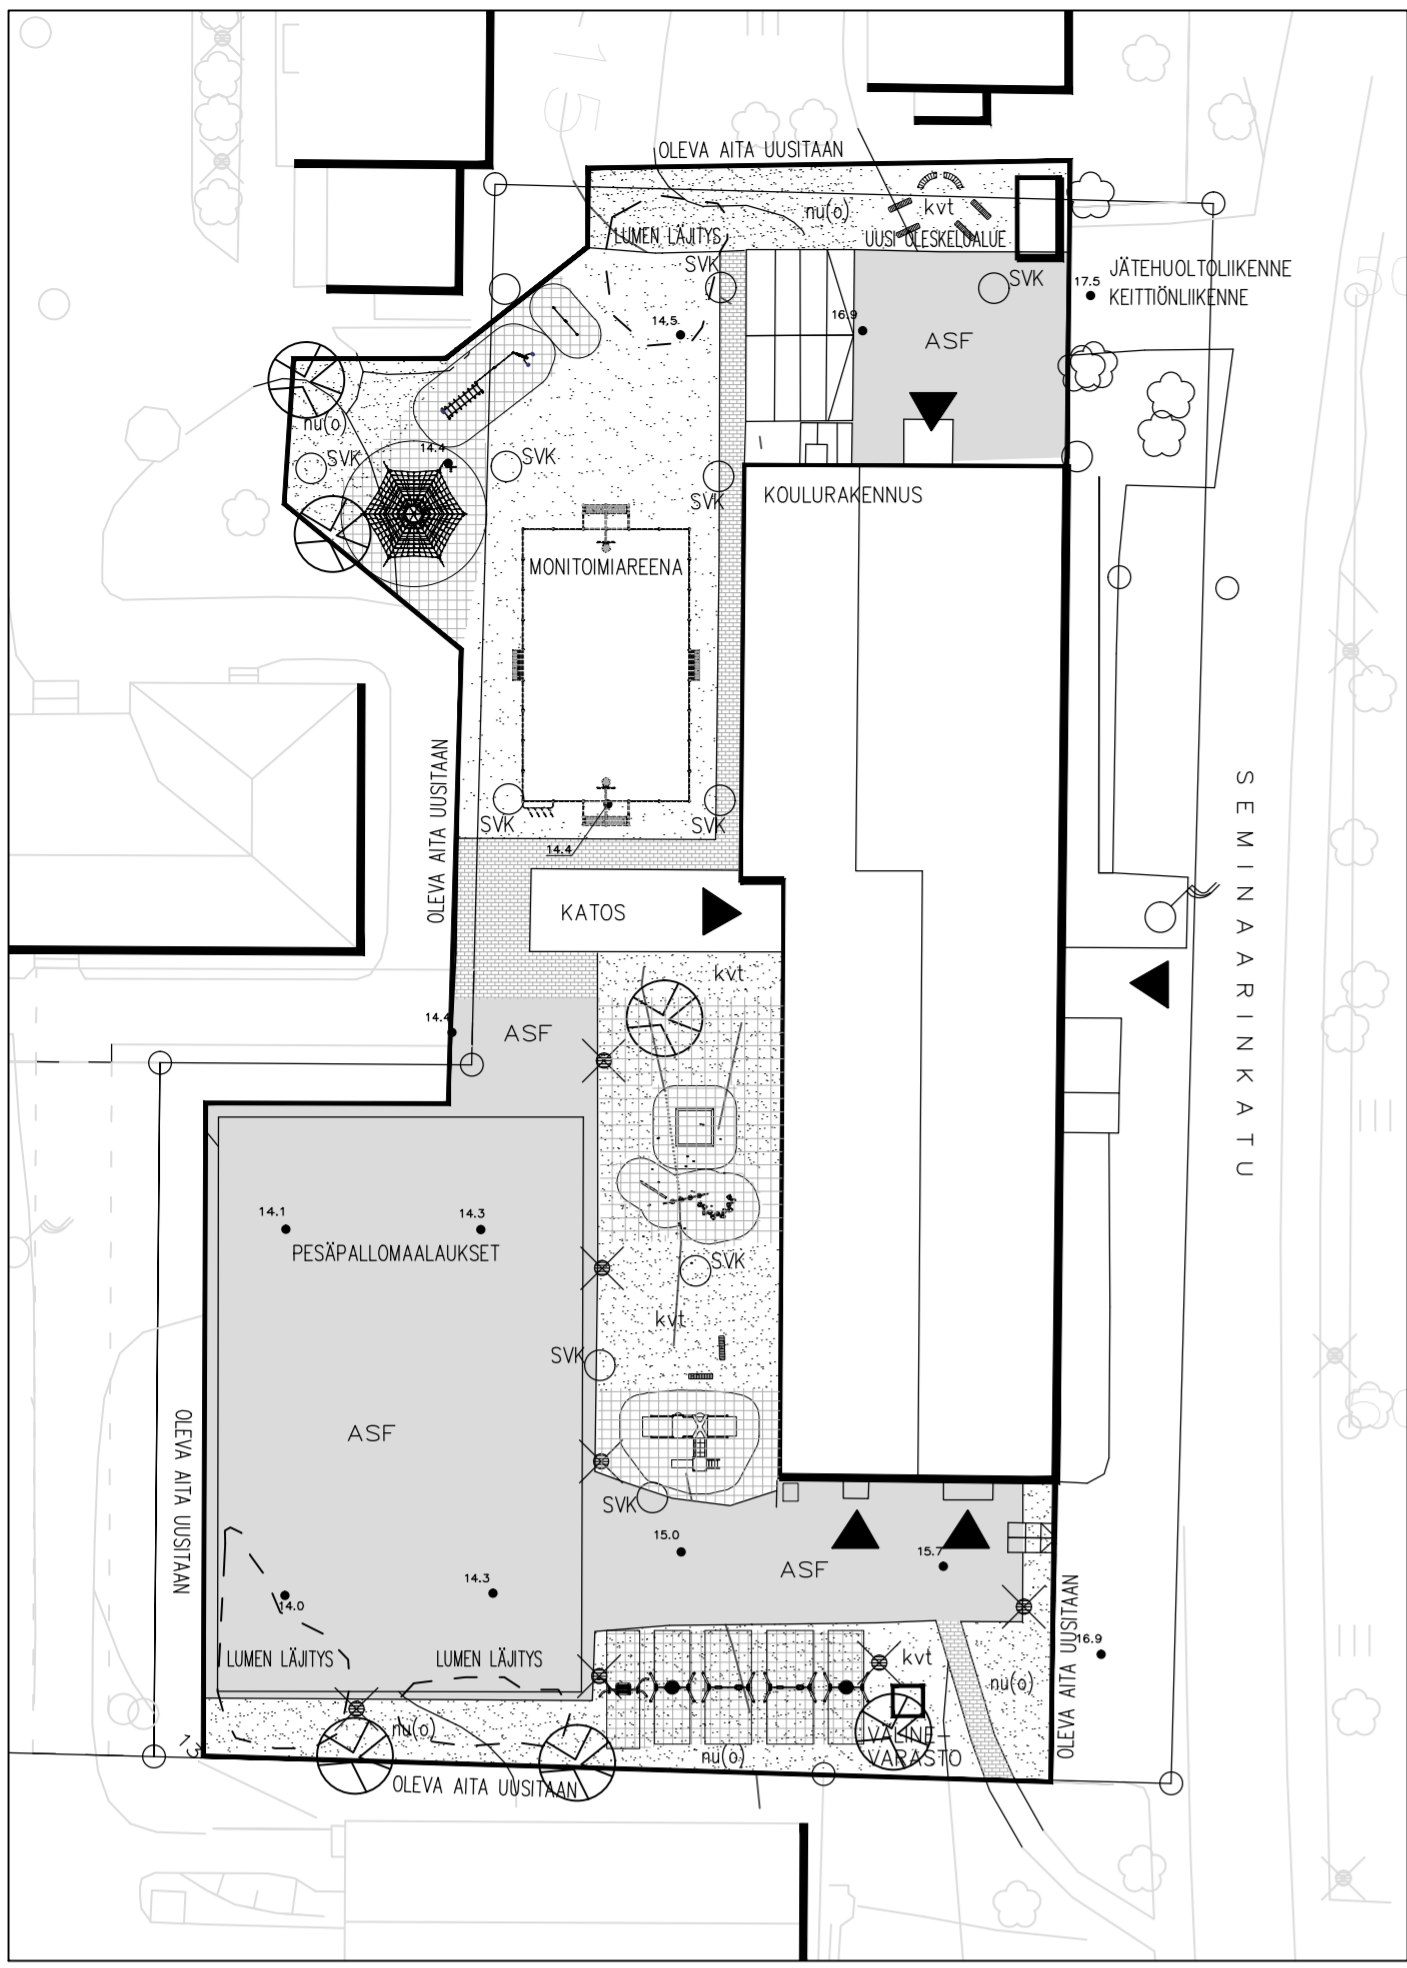 OLEVA AITA UUSITAAN
nu(o)
kvt
LUMEN LÄJITYS
UUSI OLESKELUALUE
SVK
SVK
17.5
JÄTEHUOLTOLIIKENNE
KEITTIÖNLIIKENNE
14.5
16.9
ASF
nu(o)
SVK
14.4
SVK
SVK
KOULURAKENNUS
MONITOIMIAREENA
OLEVA AITA UUSITAAN
SEMINAARINKATU
SVK
SVK
14.4
KATOS
kvt
14.4
ASF
14.1
14.3
PESÄPALLOMAALAUKSET
SVK
kvt
SVK
OLEVA AITA UUSITAAN
ASF
SVK
15.0
15.7
ASF
14.3
14.0
OLEVA AITA UUSITAAN
16.9
LUMEN LÄJITYS
LUMEN LÄJITYS
kvt
nu(o)
nu(o)
nu(o)
VÄLINE-
VARASTO
OLEVA AITA UUSITAAN